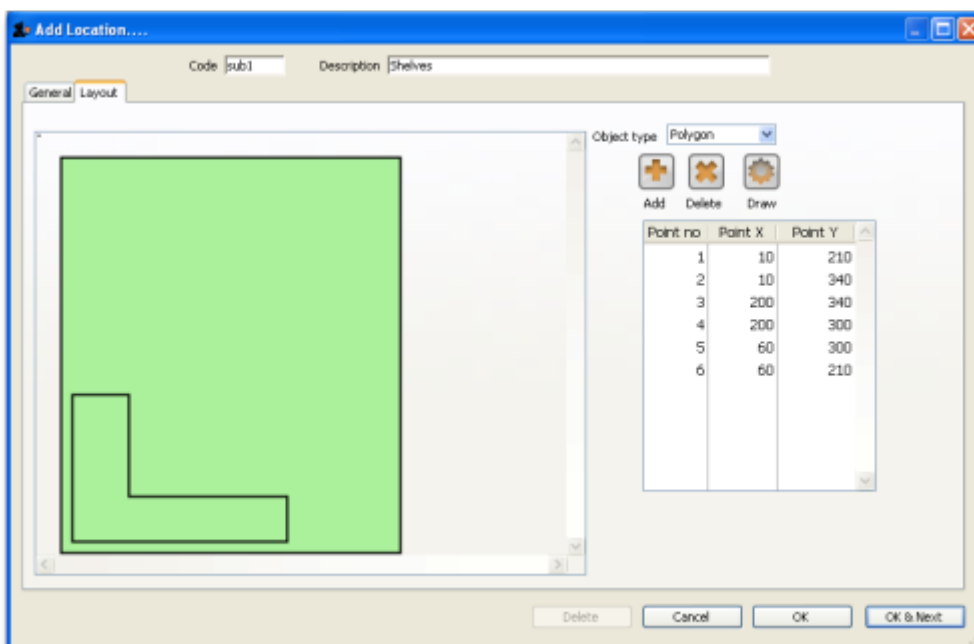 Add Location....
Code sub1 Description Shelves
General Layout
Object type Polygon
Add Delete Draw
Point no Point X Point Y
1 10 210
2 10 340
3 200 340
4 200 300
5 60 300
6 60 210
Delete Cancel OK OK & Next